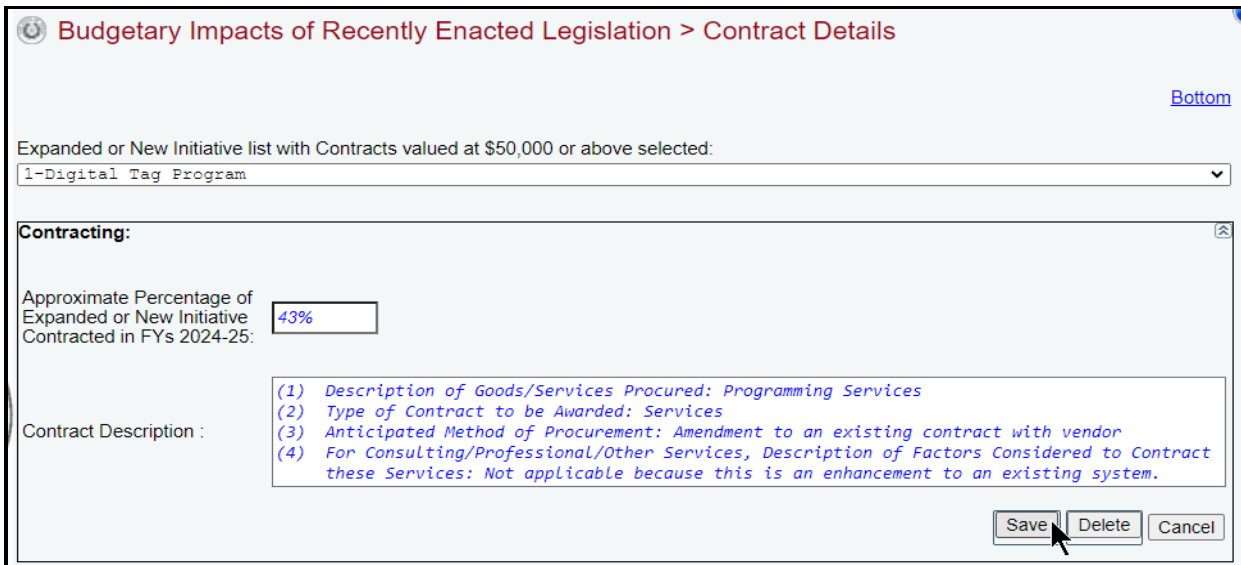 Budgetary Impacts of Recently Enacted Legislation > Contract Details
Bottom
Expanded or New Initiative list with Contracts valued at $50,000 or above selected:
1-Digital Tag Program
Contracting:
Approximate Percentage of
Expanded or New Initiative
Contracted in FYs 2024-25:
43%
Contract Description :
(1) Description of Goods/Services Procured: Programming Services
(2) Type of Contract to be Awarded: Services
(3) Anticipated Method of Procurement: Amendment to an existing contract with vendor
(4) For Consulting/Professional/Other Services, Description of Factors Considered to Contract
these Services: Not applicable because this is an enhancement to an existing system.
Save Delete Cancel